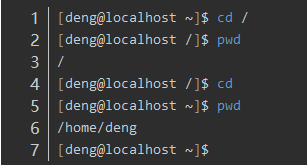 1 [deng@localhost ~]$ cd /
2 [deng@localhost /]$ pwd
3 /
4 [deng@localhost /]$ cd
5 [deng@localhost ~]$ pwd
6 /home/deng
7 [deng@localhost ~]$